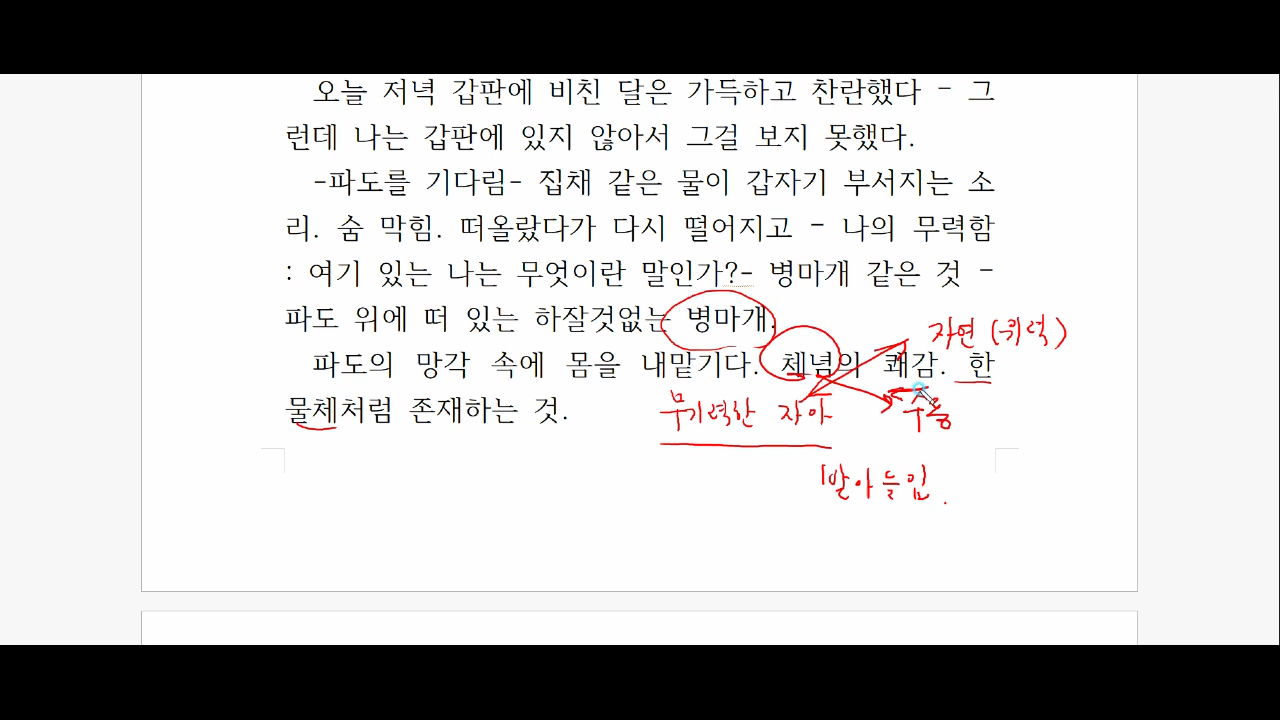 오늘 저녁 갑판에 비친 달은 가득하고 찬란했다 - 그
런데 나는 갑판에 있지 않아서 그걸 보지 못했다.
-파도를 기다림- 집채 같은 물이 갑자기 부서지는 소
리. 숨 막힘. 떠올랐다가 다시 떨어지고 - 나의 무력함
: 여기 있는 나는 무엇이란 말인가?- 병마개 같은 것 -
파도 위에 떠 있는 하잘것없는 병마개.
자연 (위력)
파도의 망각 속에 몸을 내맡기다. 체념의 쾌감. 한
물체처럼 존재하는 것.
무기력한 자아
수용
받아들임.